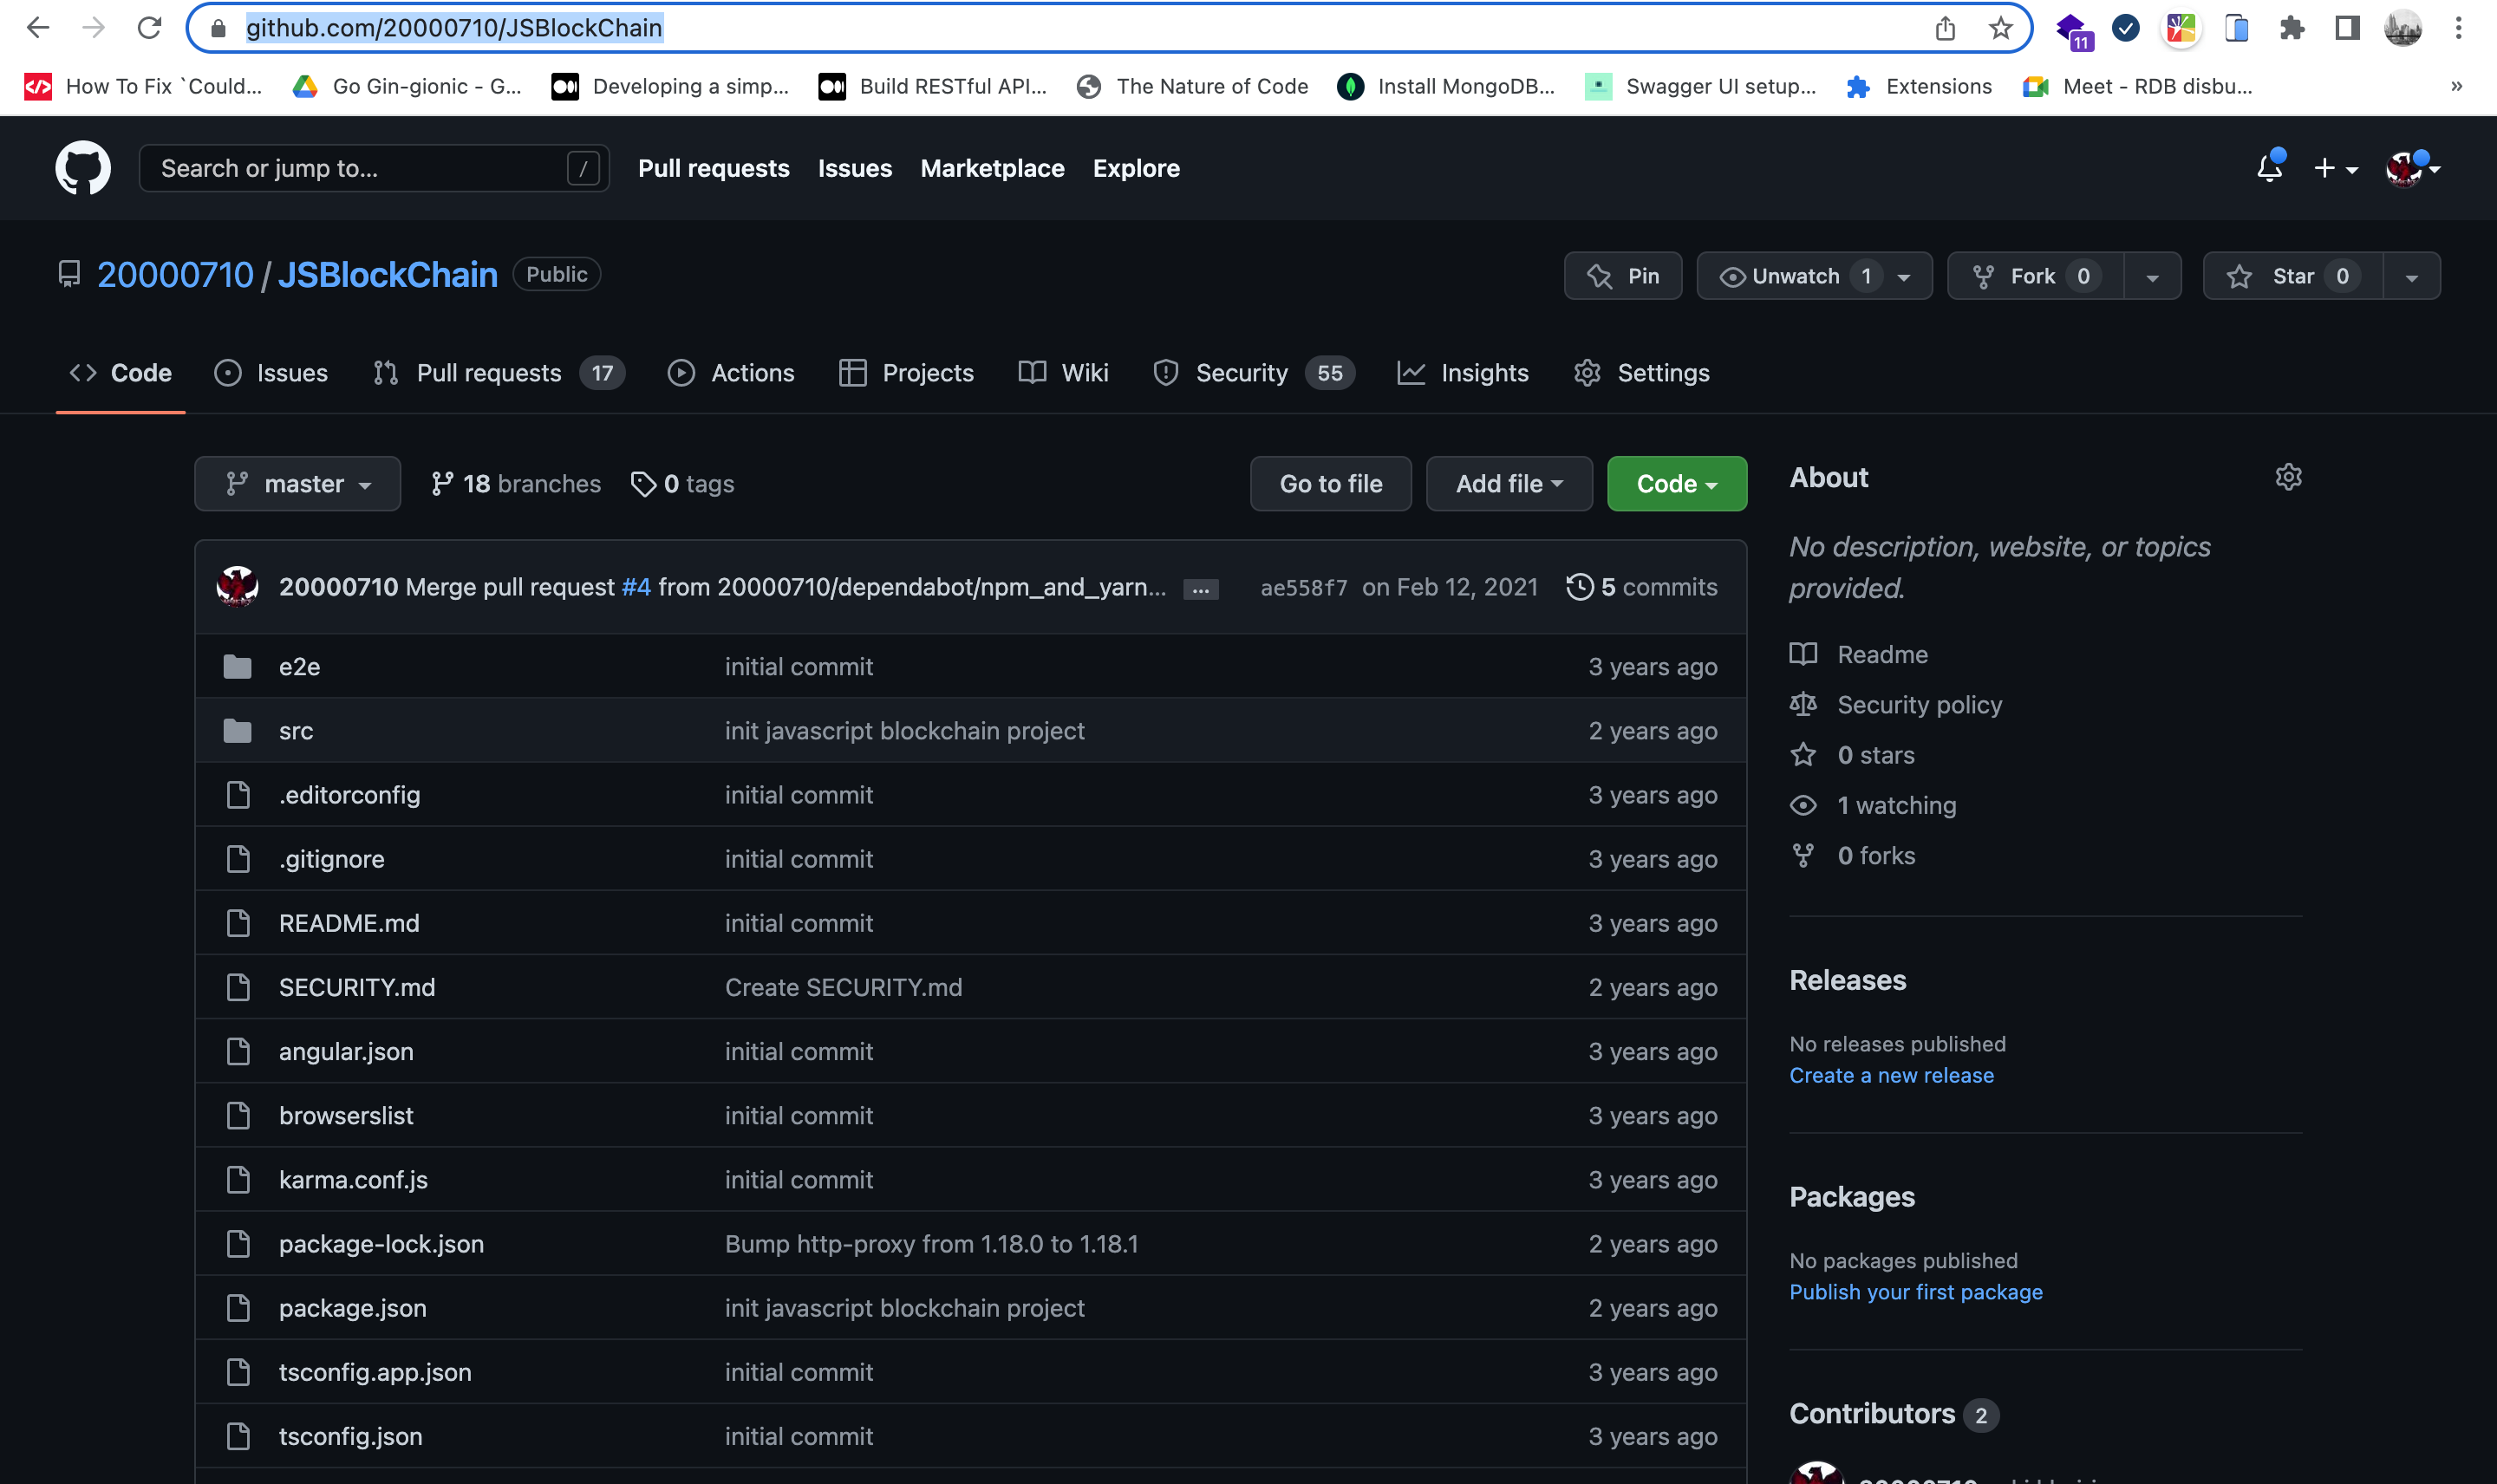 github.com/20000710/JSBlockChain
11
How To Fix `Could...
Go Gin-gionic - G...
Developing a simp...
Build RESTful API...
The Nature of Code
Install MongoDB...
Swagger UI setup...
Extensions
Meet - RDB disbu...
»
Search or jump to...
/
Pull requests
Issues
Marketplace
Explore
20000710 / JSBlockChain
Public
Pin
Unwatch 1
Fork 0
Star 0
Code
Issues
Pull requests 17
Actions
Projects
Wiki
Security 55
Insights
Settings
master
18 branches
0 tags
Go to file
Add file
Code
20000710 Merge pull request #4 from 20000710/dependabot/npm_and_yarn... ...
ae558f7 on Feb 12, 2021
5 commits
e2e initial commit 3 years ago
src init javascript blockchain project 2 years ago
.editorconfig initial commit 3 years ago
.gitignore initial commit 3 years ago
README.md initial commit 3 years ago
SECURITY.md Create SECURITY.md 2 years ago
angular.json initial commit 3 years ago
browserslist initial commit 3 years ago
karma.conf.js initial commit 3 years ago
package-lock.json Bump http-proxy from 1.18.0 to 1.18.1 2 years ago
package.json init javascript blockchain project 2 years ago
tsconfig.app.json initial commit 3 years ago
tsconfig.json initial commit 3 years ago
About
No description, website, or topics
provided.
Readme
Security policy
0 stars
1 watching
0 forks
Releases
No releases published
Create a new release
Packages
No packages published
Publish your first package
Contributors 2
20000710